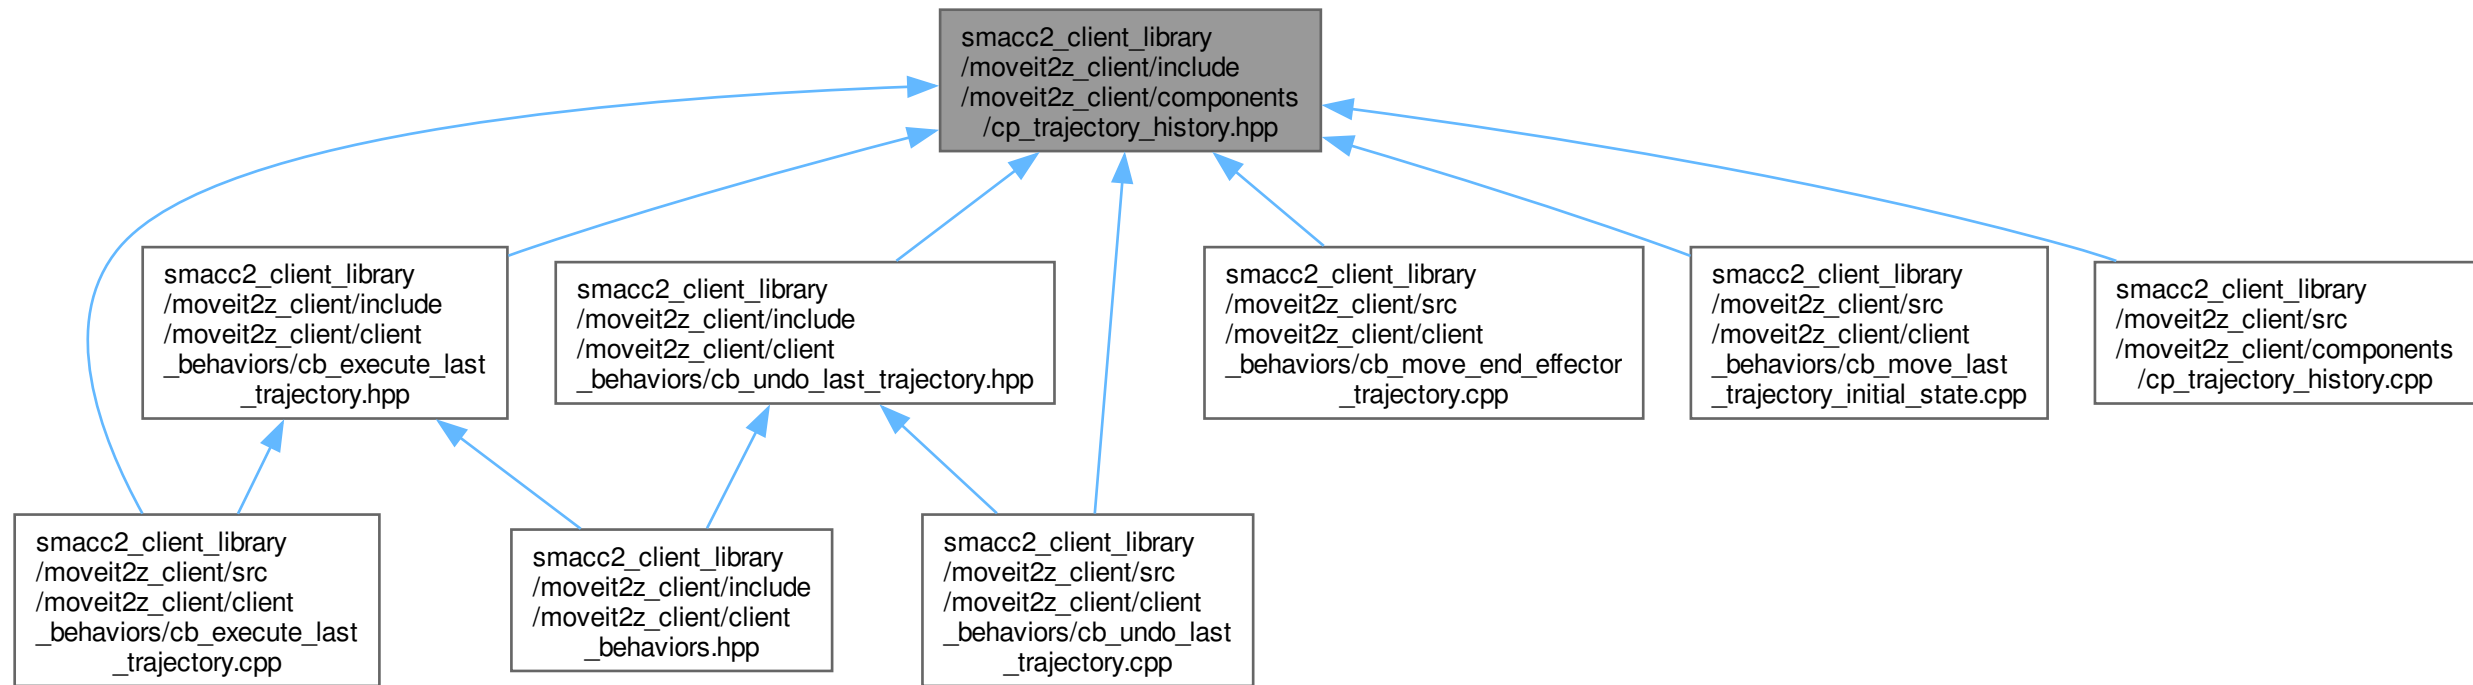 smacc2_client_library
/moveit2z_client/include
/moveit2z_client/components
/cp_trajectory_history.hpp
smacc2_client_library
/moveit2z_client/include
/moveit2z_client/client
_behaviors/cb_execute_last
_trajectory.hpp
smacc2_client_library
/moveit2z_client/include
/moveit2z_client/client
_behaviors/cb_undo_last_trajectory.hpp
smacc2_client_library
/moveit2z_client/src
/moveit2z_client/client
_behaviors/cb_move_end_effector
_trajectory.cpp
smacc2_client_library
/moveit2z_client/src
/moveit2z_client/client
_behaviors/cb_move_last
_trajectory_initial_state.cpp
smacc2_client_library
/moveit2z_client/src
/moveit2z_client/components
/cp_trajectory_history.cpp
smacc2_client_library
/moveit2z_client/src
/moveit2z_client/client
_behaviors/cb_execute_last
_trajectory.cpp
smacc2_client_library
/moveit2z_client/include
/moveit2z_client/client
_behaviors.hpp
smacc2_client_library
/moveit2z_client/src
/moveit2z_client/client
_behaviors/cb_undo_last
_trajectory.cpp